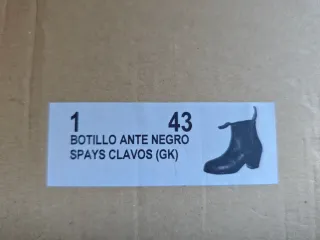 1 43
BOTILLO ANTE NEGRO
SPAYS CLAVOS (GK)